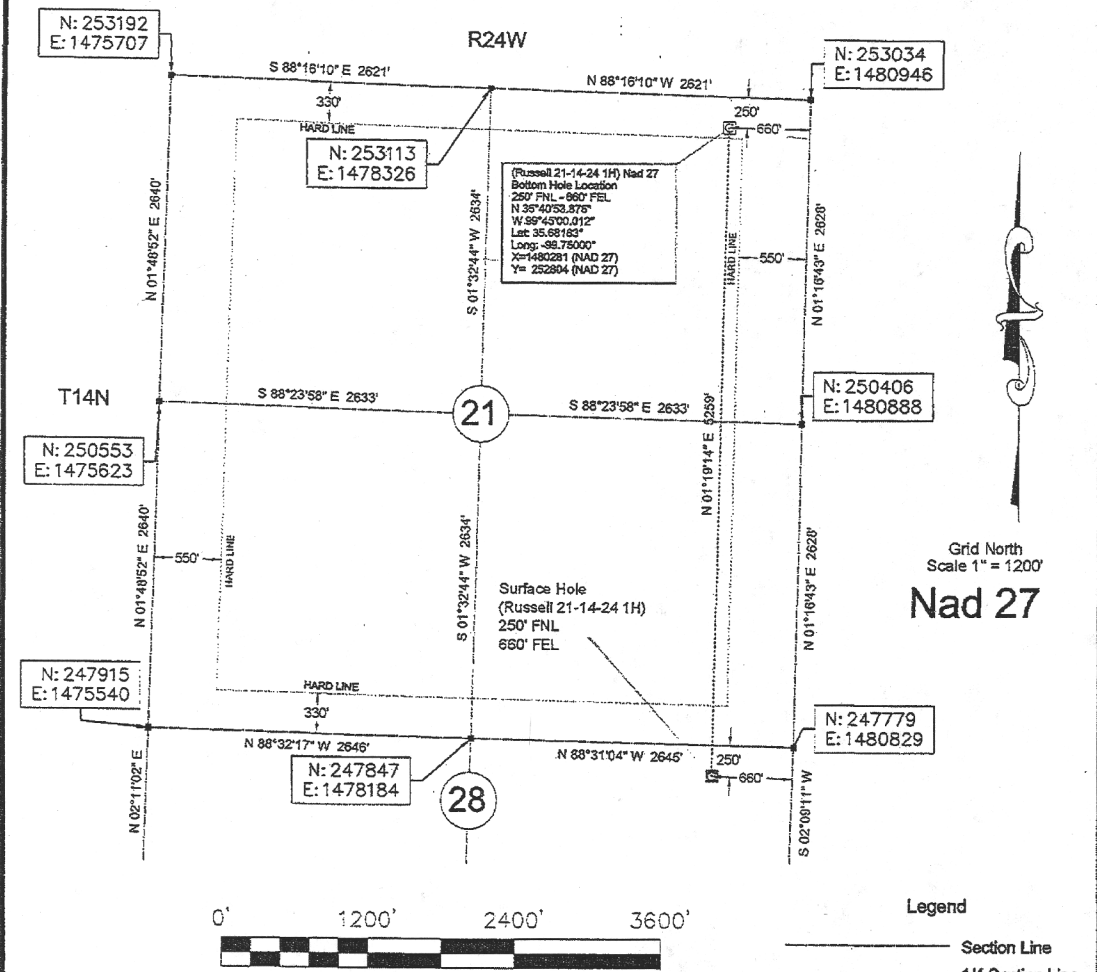 N: 253192
E: 1475707
R24W
N: 253034
E: 1480946
S 88°16'10" E 2621'
N 88°16'10" W 2621'
330'
250'
660'
HARD LINE
N: 253113
E: 1478326
(Russell 21-14-24 1H) Nad 27
Bottom Hole Location
250' FNL - 660' FEL
N 35°40'53.876"
W 99°45'00.012"
Lat: 35.68163°
Long: -99.75000°
X=1480281 (NAD 27)
Y= 252804 (NAD 27)
N 01°48'52" E 2640'
S 01°32'44" W 2634'
HARD LINE
550'
N 01°16'43" E 2628'
T14N
S 88°23'58" E 2633'
21
S 88°23'58" E 2633'
N: 250406
E: 1480888
N: 250553
E: 1475623
N 01°19'14" E 5259'
N 01°48'52" E 2640'
550'
HARD LINE
S 01°32'44" W 2634'
N 01°16'43" E 2628'
Grid North
Scale 1" = 1200'
Nad 27
Surface Hole
(Russell 21-14-24 1H)
250' FNL
660' FEL
N: 247915
E: 1475540
HARD LINE
330'
N 88°32'17" W 2646'
N 88°31'04" W 2645'
250'
660'
N: 247779
E: 1480829
N: 247847
E: 1478184
28
N 02°11'02" E
S 02°09'11" W
0' 1200' 2400' 3600'
Legend
Section Line